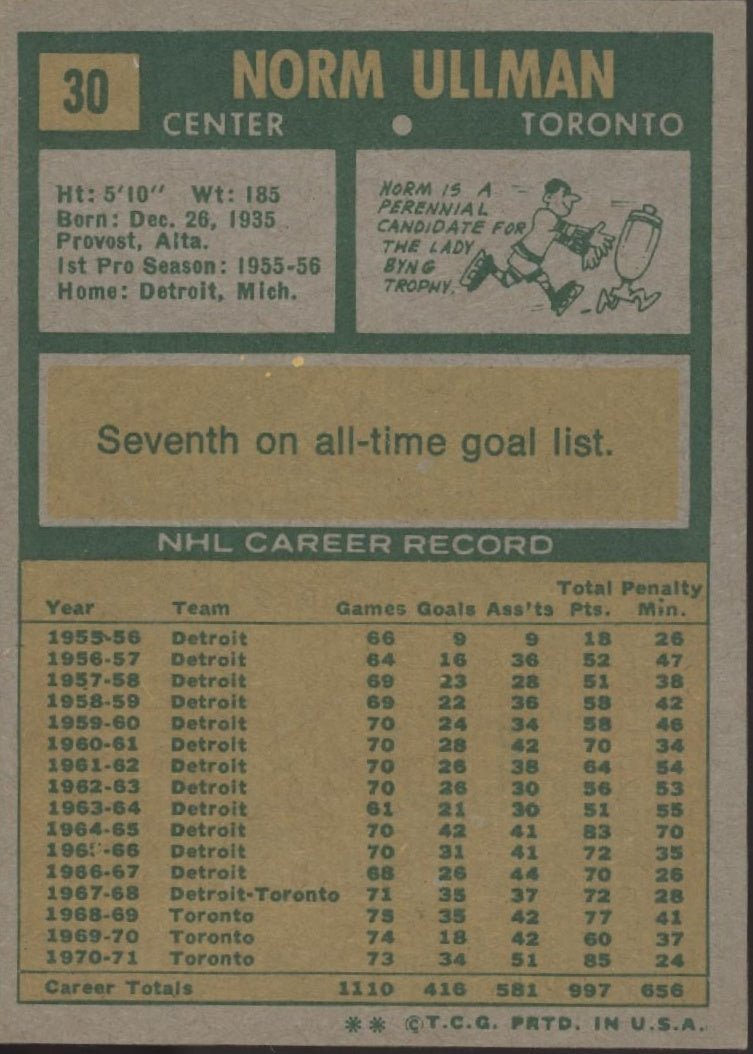 30
NORM ULLMAN
CENTER • TORONTO
Ht: 5'10" Wt: 185
Born: Dec. 26, 1935
Provost, Alta.
1st Pro Season: 1955-56
Home: Detroit, Mich.
NORM IS A
PERENNIAL
CANDIDATE FOR
THE LADY
BYNG
TROPHY.
Seventh on all-time goal list.
NHL CAREER RECORD
Total Penalty
Year Team Games Goals Ass'ts Pts. Min.
1955-56 Detroit 66 9 9 18 26
1956-57 Detroit 64 16 36 52 47
1957-58 Detroit 69 23 28 51 38
1958-59 Detroit 69 22 36 58 42
1959-60 Detroit 70 24 34 58 46
1960-61 Detroit 70 28 42 70 34
1961-62 Detroit 70 26 38 64 54
1962-63 Detroit 70 26 30 56 53
1963-64 Detroit 61 21 30 51 55
1964-65 Detroit 70 42 41 83 70
1965-66 Detroit 70 31 41 72 35
1966-67 Detroit 68 26 44 70 26
1967-68 Detroit-Toronto 71 35 37 72 28
1968-69 Toronto 75 35 42 77 41
1969-70 Toronto 74 18 42 60 37
1970-71 Toronto 73 34 51 85 24
Career Totals 1110 416 581 997 656
** ©T.C.G. PRTD. IN U.S.A.